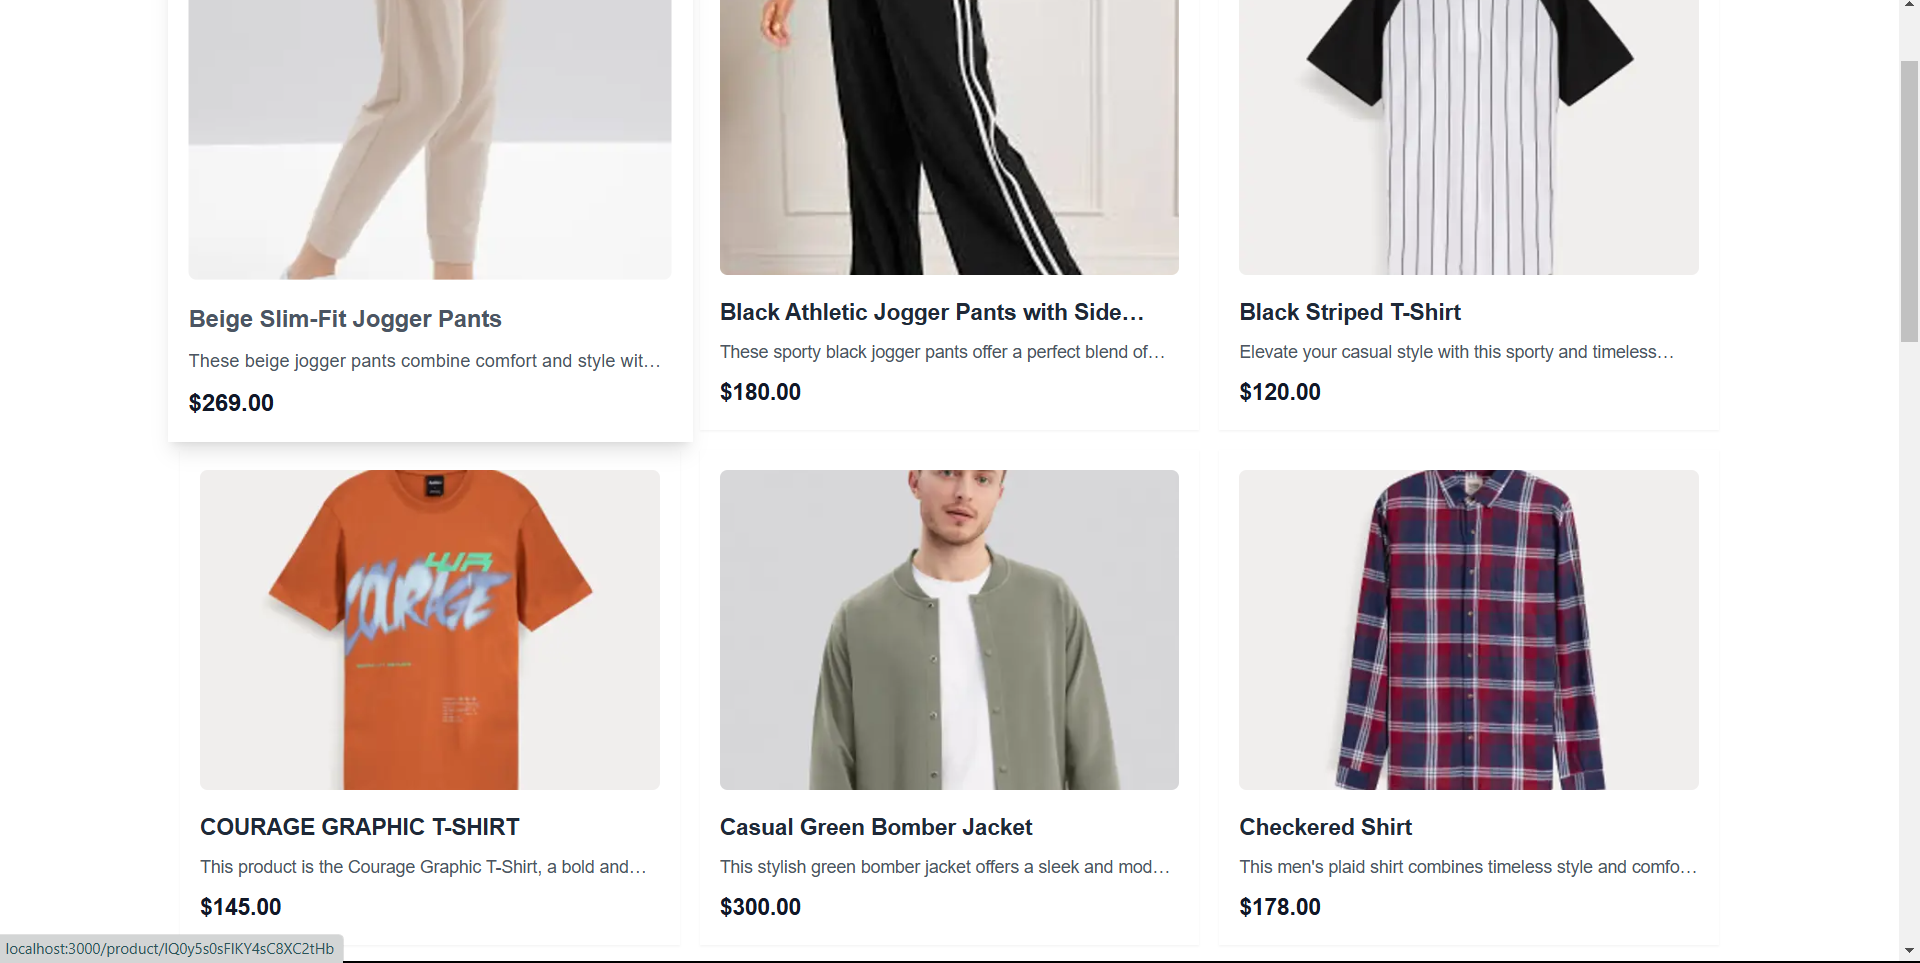 Beige Slim-Fit Jogger Pants
These beige jogger pants combine comfort and style wit…
$269.00
Black Athletic Jogger Pants with Side…
These sporty black jogger pants offer a perfect blend of…
$180.00
Black Striped T-Shirt
Elevate your casual style with this sporty and timeless…
$120.00
WR
COURAGE
COURAGE GRAPHIC T-SHIRT
This product is the Courage Graphic T-Shirt, a bold and…
$145.00
Casual Green Bomber Jacket
This stylish green bomber jacket offers a sleek and mod…
$300.00
Checkered Shirt
This men's plaid shirt combines timeless style and comfo…
$178.00
localhost:3000/product/IQ0y5s0sFlKY4sC8XC2tHb